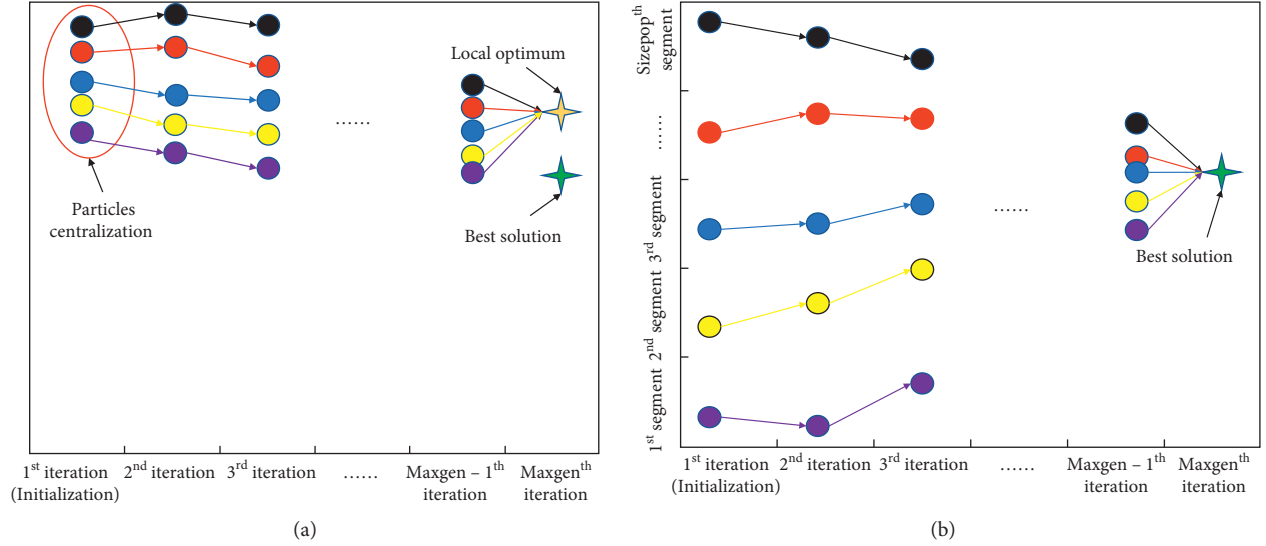 Local optimum
Particles
centralization
……
Best solution
1st iteration
(Initialization)
2nd iteration
3rd iteration
……
Maxgen – 1th
iteration
Maxgenth
iteration
(a)
Sizepopth
segment
……
3rd segment
2nd segment
1st segment
……
Best solution
1st iteration
(Initialization)
2nd iteration
3rd iteration
……
Maxgen – 1th
iteration
Maxgenth
iteration
(b)